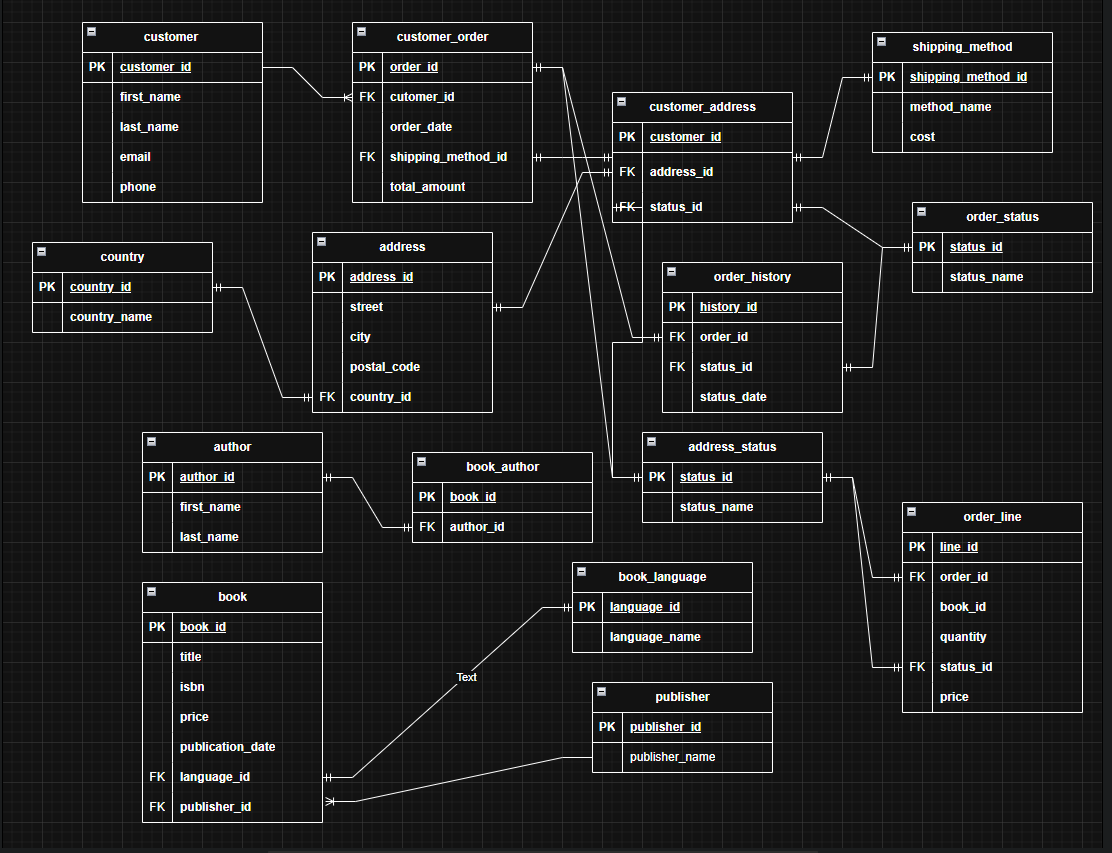 customer
PK customer_id
first_name
last_name
email
phone
customer_order
PK order_id
FK cutomer_id
order_date
FK shipping_method_id
total_amount
customer_address
PK customer_id
FK address_id
FK status_id
shipping_method
PK shipping_method_id
method_name
cost
order_status
PK status_id
status_name
country
PK country_id
country_name
address
PK address_id
street
city
postal_code
FK country_id
order_history
PK history_id
FK order_id
FK status_id
status_date
author
PK author_id
first_name
last_name
book_author
PK book_id
FK author_id
address_status
PK status_id
status_name
order_line
PK line_id
FK order_id
book_id
quantity
FK status_id
price
book
PK book_id
title
isbn
price
publication_date
FK language_id
FK publisher_id
book_language
PK language_id
language_name
Text
publisher
PK publisher_id
publisher_name